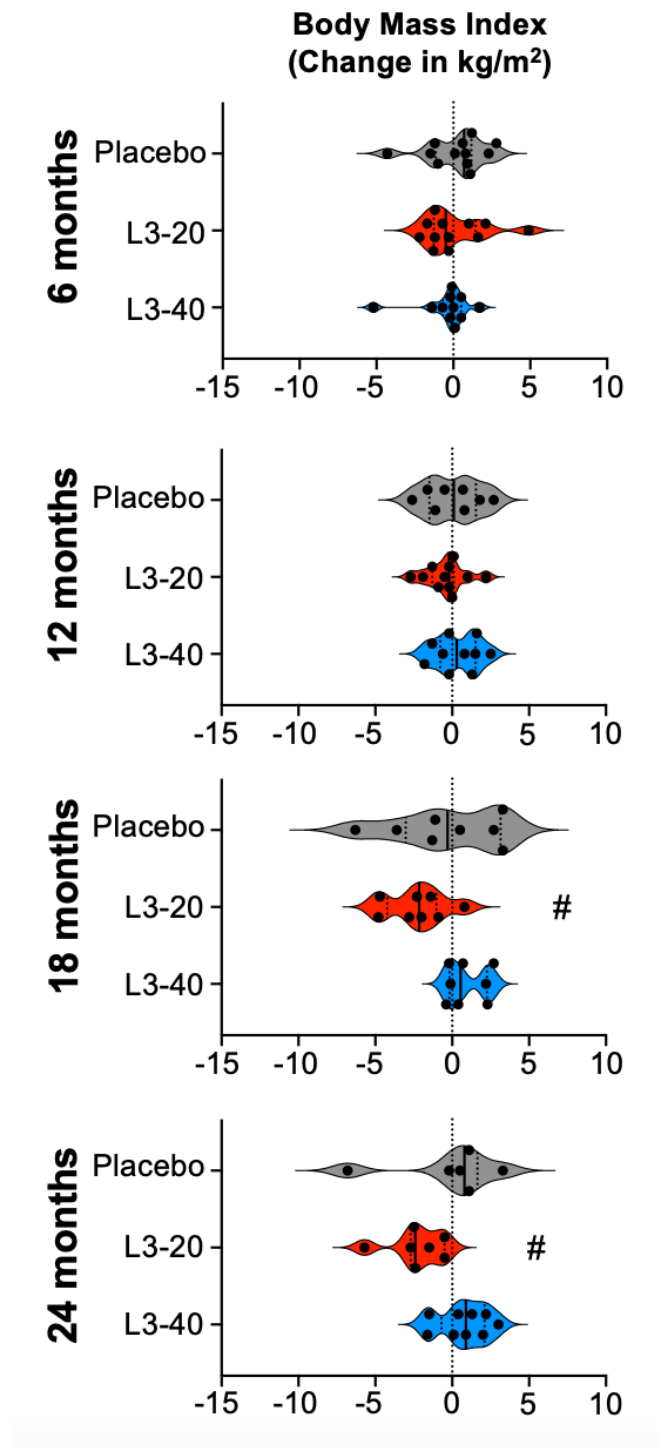 Body Mass Index
(Change in kg/m²)
6 months
Placebo
L3-20
L3-40
-15 -10 -5 0 5 10
12 months
Placebo
L3-20
L3-40
-15 -10 -5 0 5 10
18 months
Placebo
L3-20 #
L3-40
-15 -10 -5 0 5 10
24 months
Placebo
L3-20 #
L3-40
-15 -10 -5 0 5 10